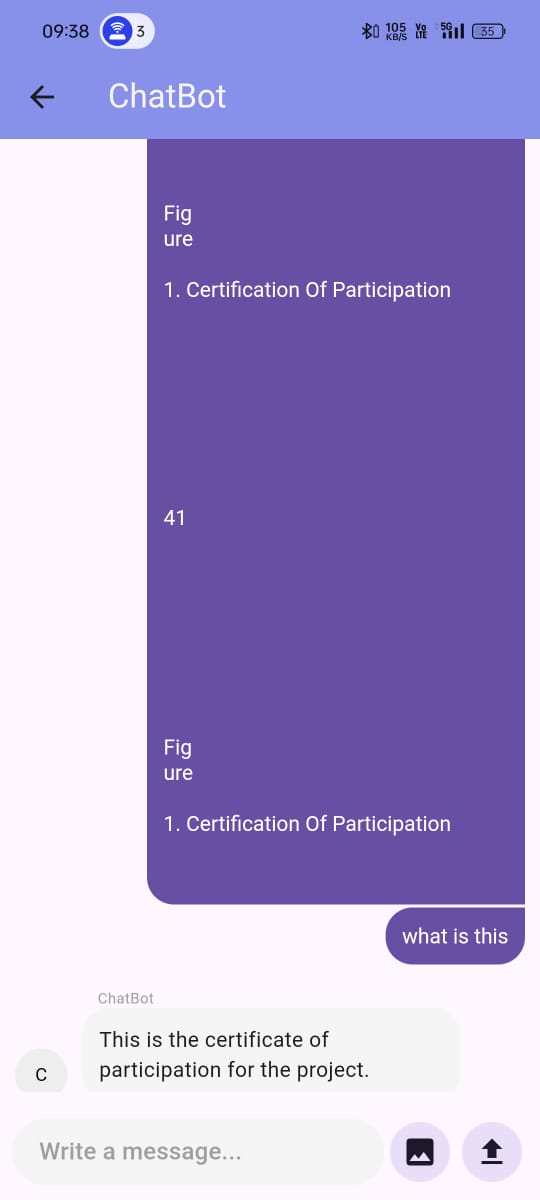 09:38
3
105 KB/S
Vo LTE
5G
35
ChatBot
Fig
ure
1. Certification Of Participation
41
Fig
ure
1. Certification Of Participation
what is this
ChatBot
This is the certificate of
participation for the project.
C
Write a message...